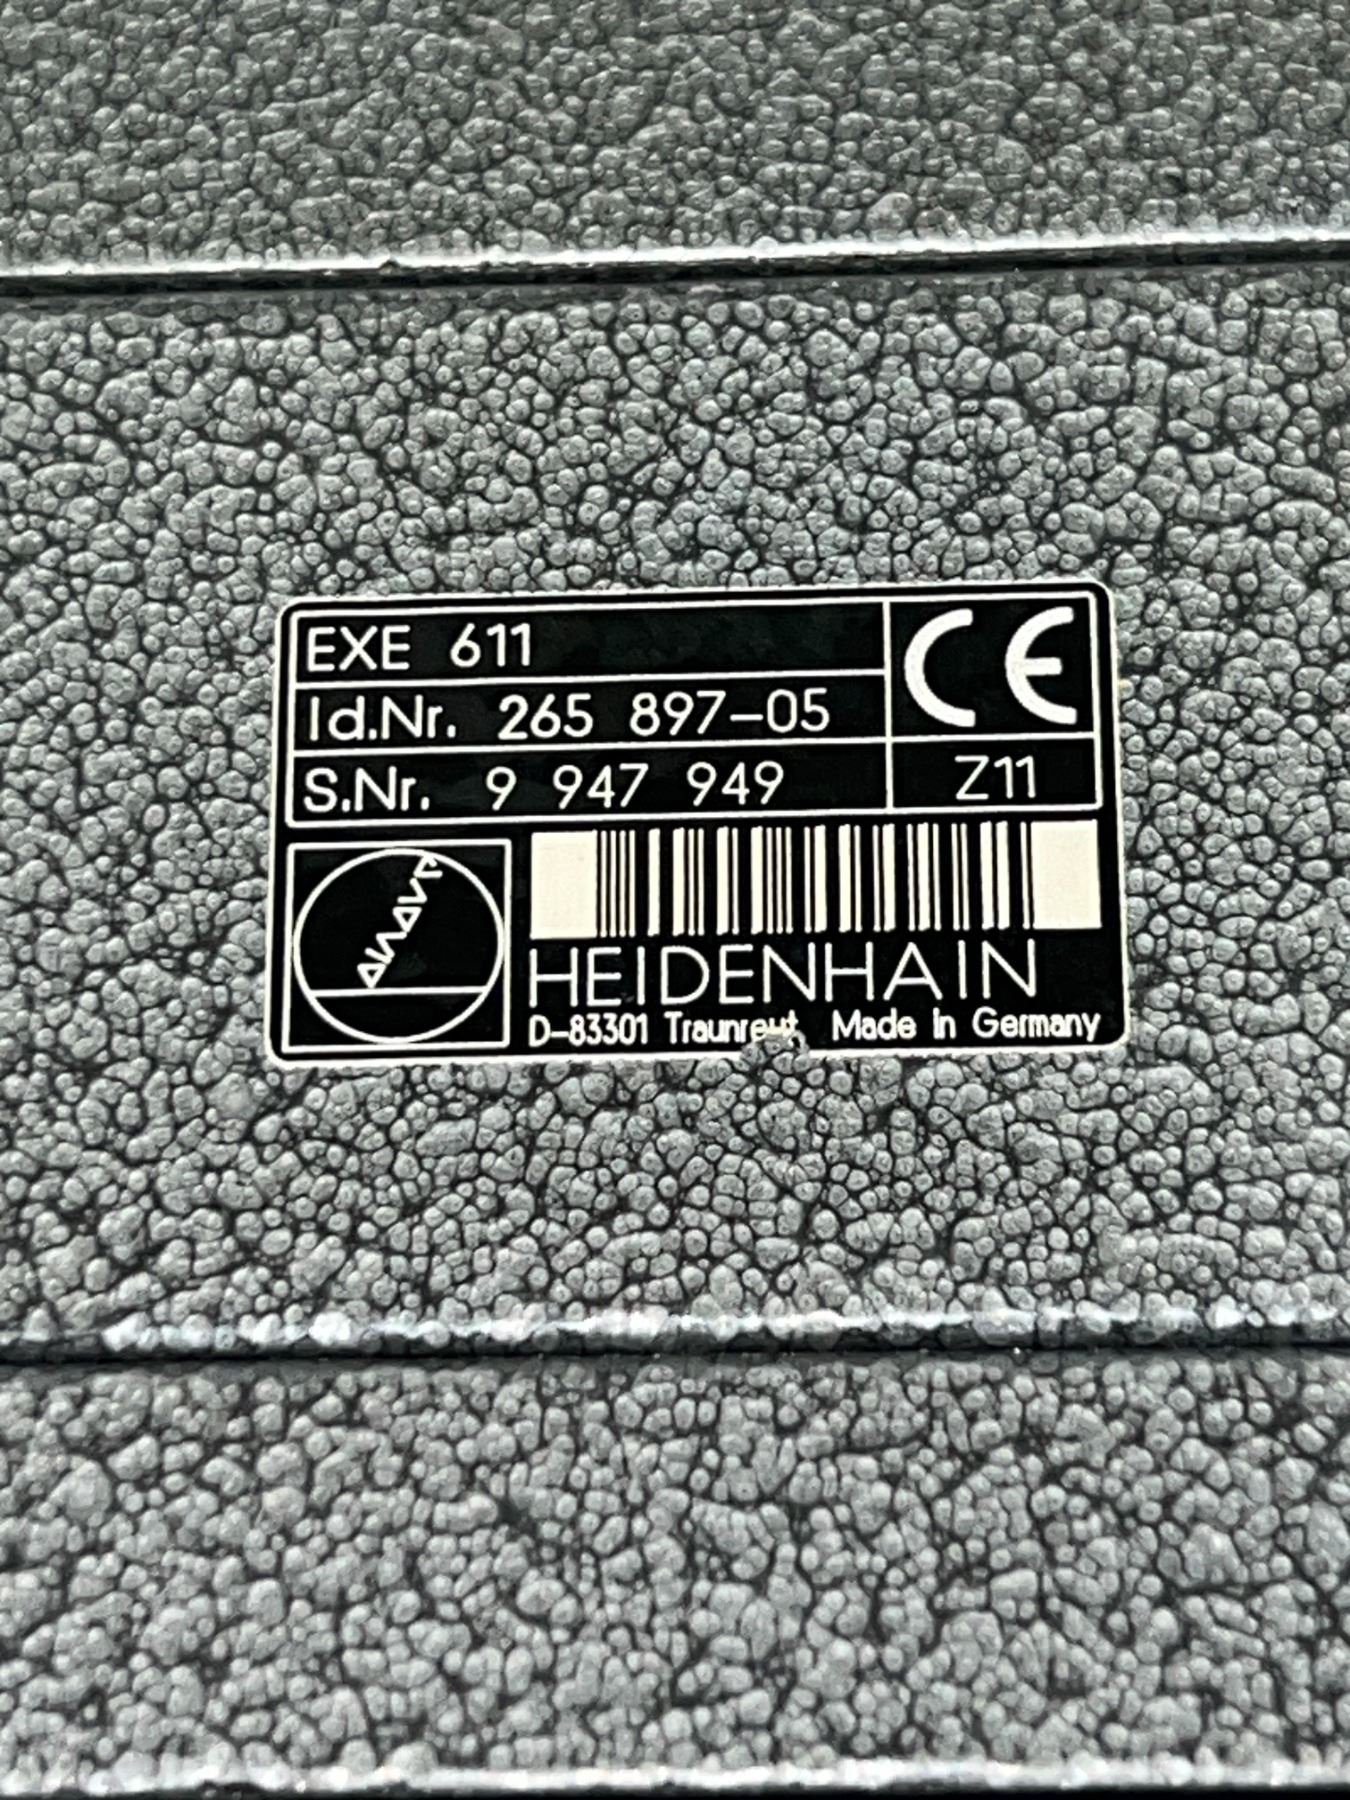 EXE 611
CE
Id.Nr. 265 897-05
S.Nr. 9 947 949
Z11
HEIDENHAIN
D-83301 Traunreut Made in Germany